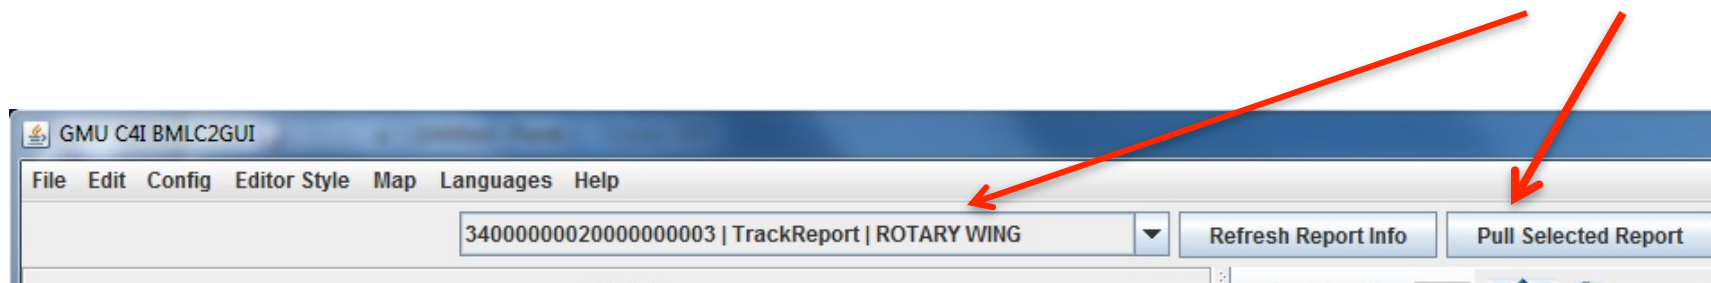 GMU C4I BMLC2GUI
File Edit Config Editor Style Map Languages Help
34000000020000000003 | TrackReport | ROTARY WING Refresh Report Info Pull Selected Report